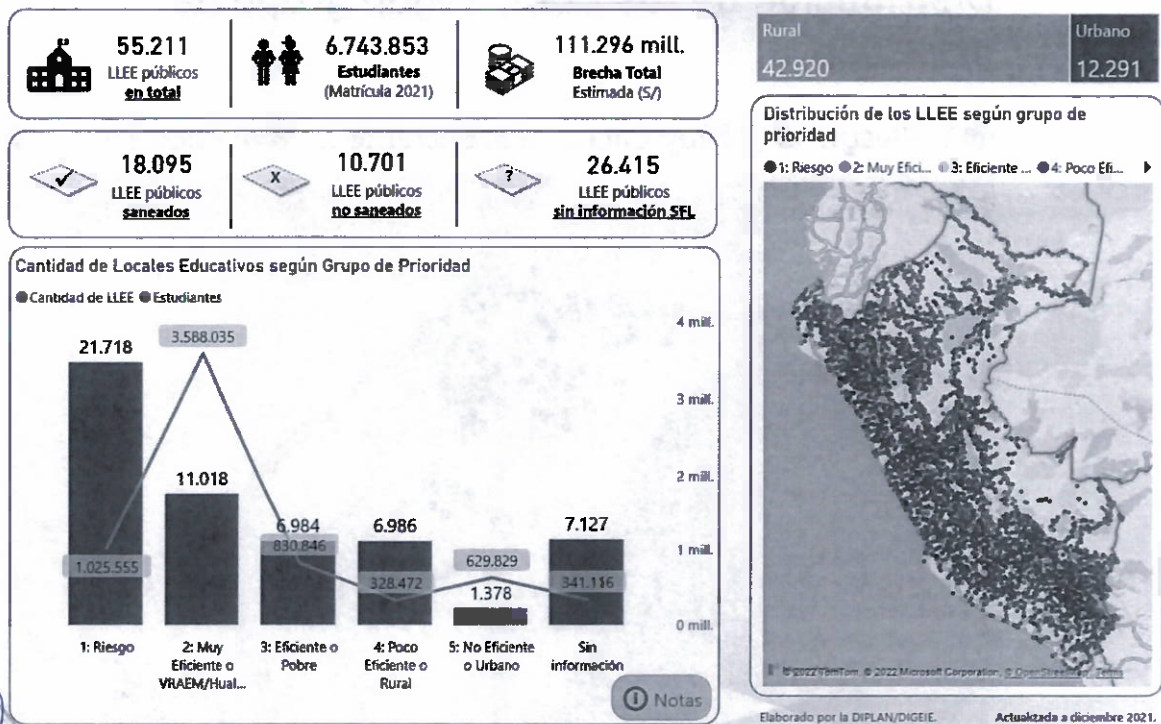 55.211
LLEE públicos
en total
6.743.853
Estudiantes
(Matrícula 2021)
111.296 mill.
Brecha Total
Estimada (S/)
Rural
42.920
Urbano
12.291
18.095
LLEE públicos
saneados
10.701
LLEE públicos
no saneados
26.415
LLEE públicos
sin información SFL
Cantidad de Locales Educativos según Grupo de Prioridad
Cantidad de LLEE Estudiantes
4 mill.
3 mill.
2 mill.
1 mill.
0 mill.
21.718
3.588.035
11.018
6.984
6.986
7.127
1.025.555
830.846
328.472
629.829
1.378
341.116
1: Riesgo
2: Muy Eficiente o VRAEM/Hual...
3: Eficiente o Pobre
4: Poco Eficiente o Rural
5: No Eficiente o Urbano
Sin información
Notas
Distribución de los LLEE según grupo de
prioridad
1: Riesgo 2: Muy Efici... 3: Eficiente ... 4: Poco Efi...
© 2022 TomTom, © 2022 Microsoft Corporation, © OpenStreetMap Terms
Elaborado por la DIPLAN/DIGEIE. Actualizada a diciembre 2021.